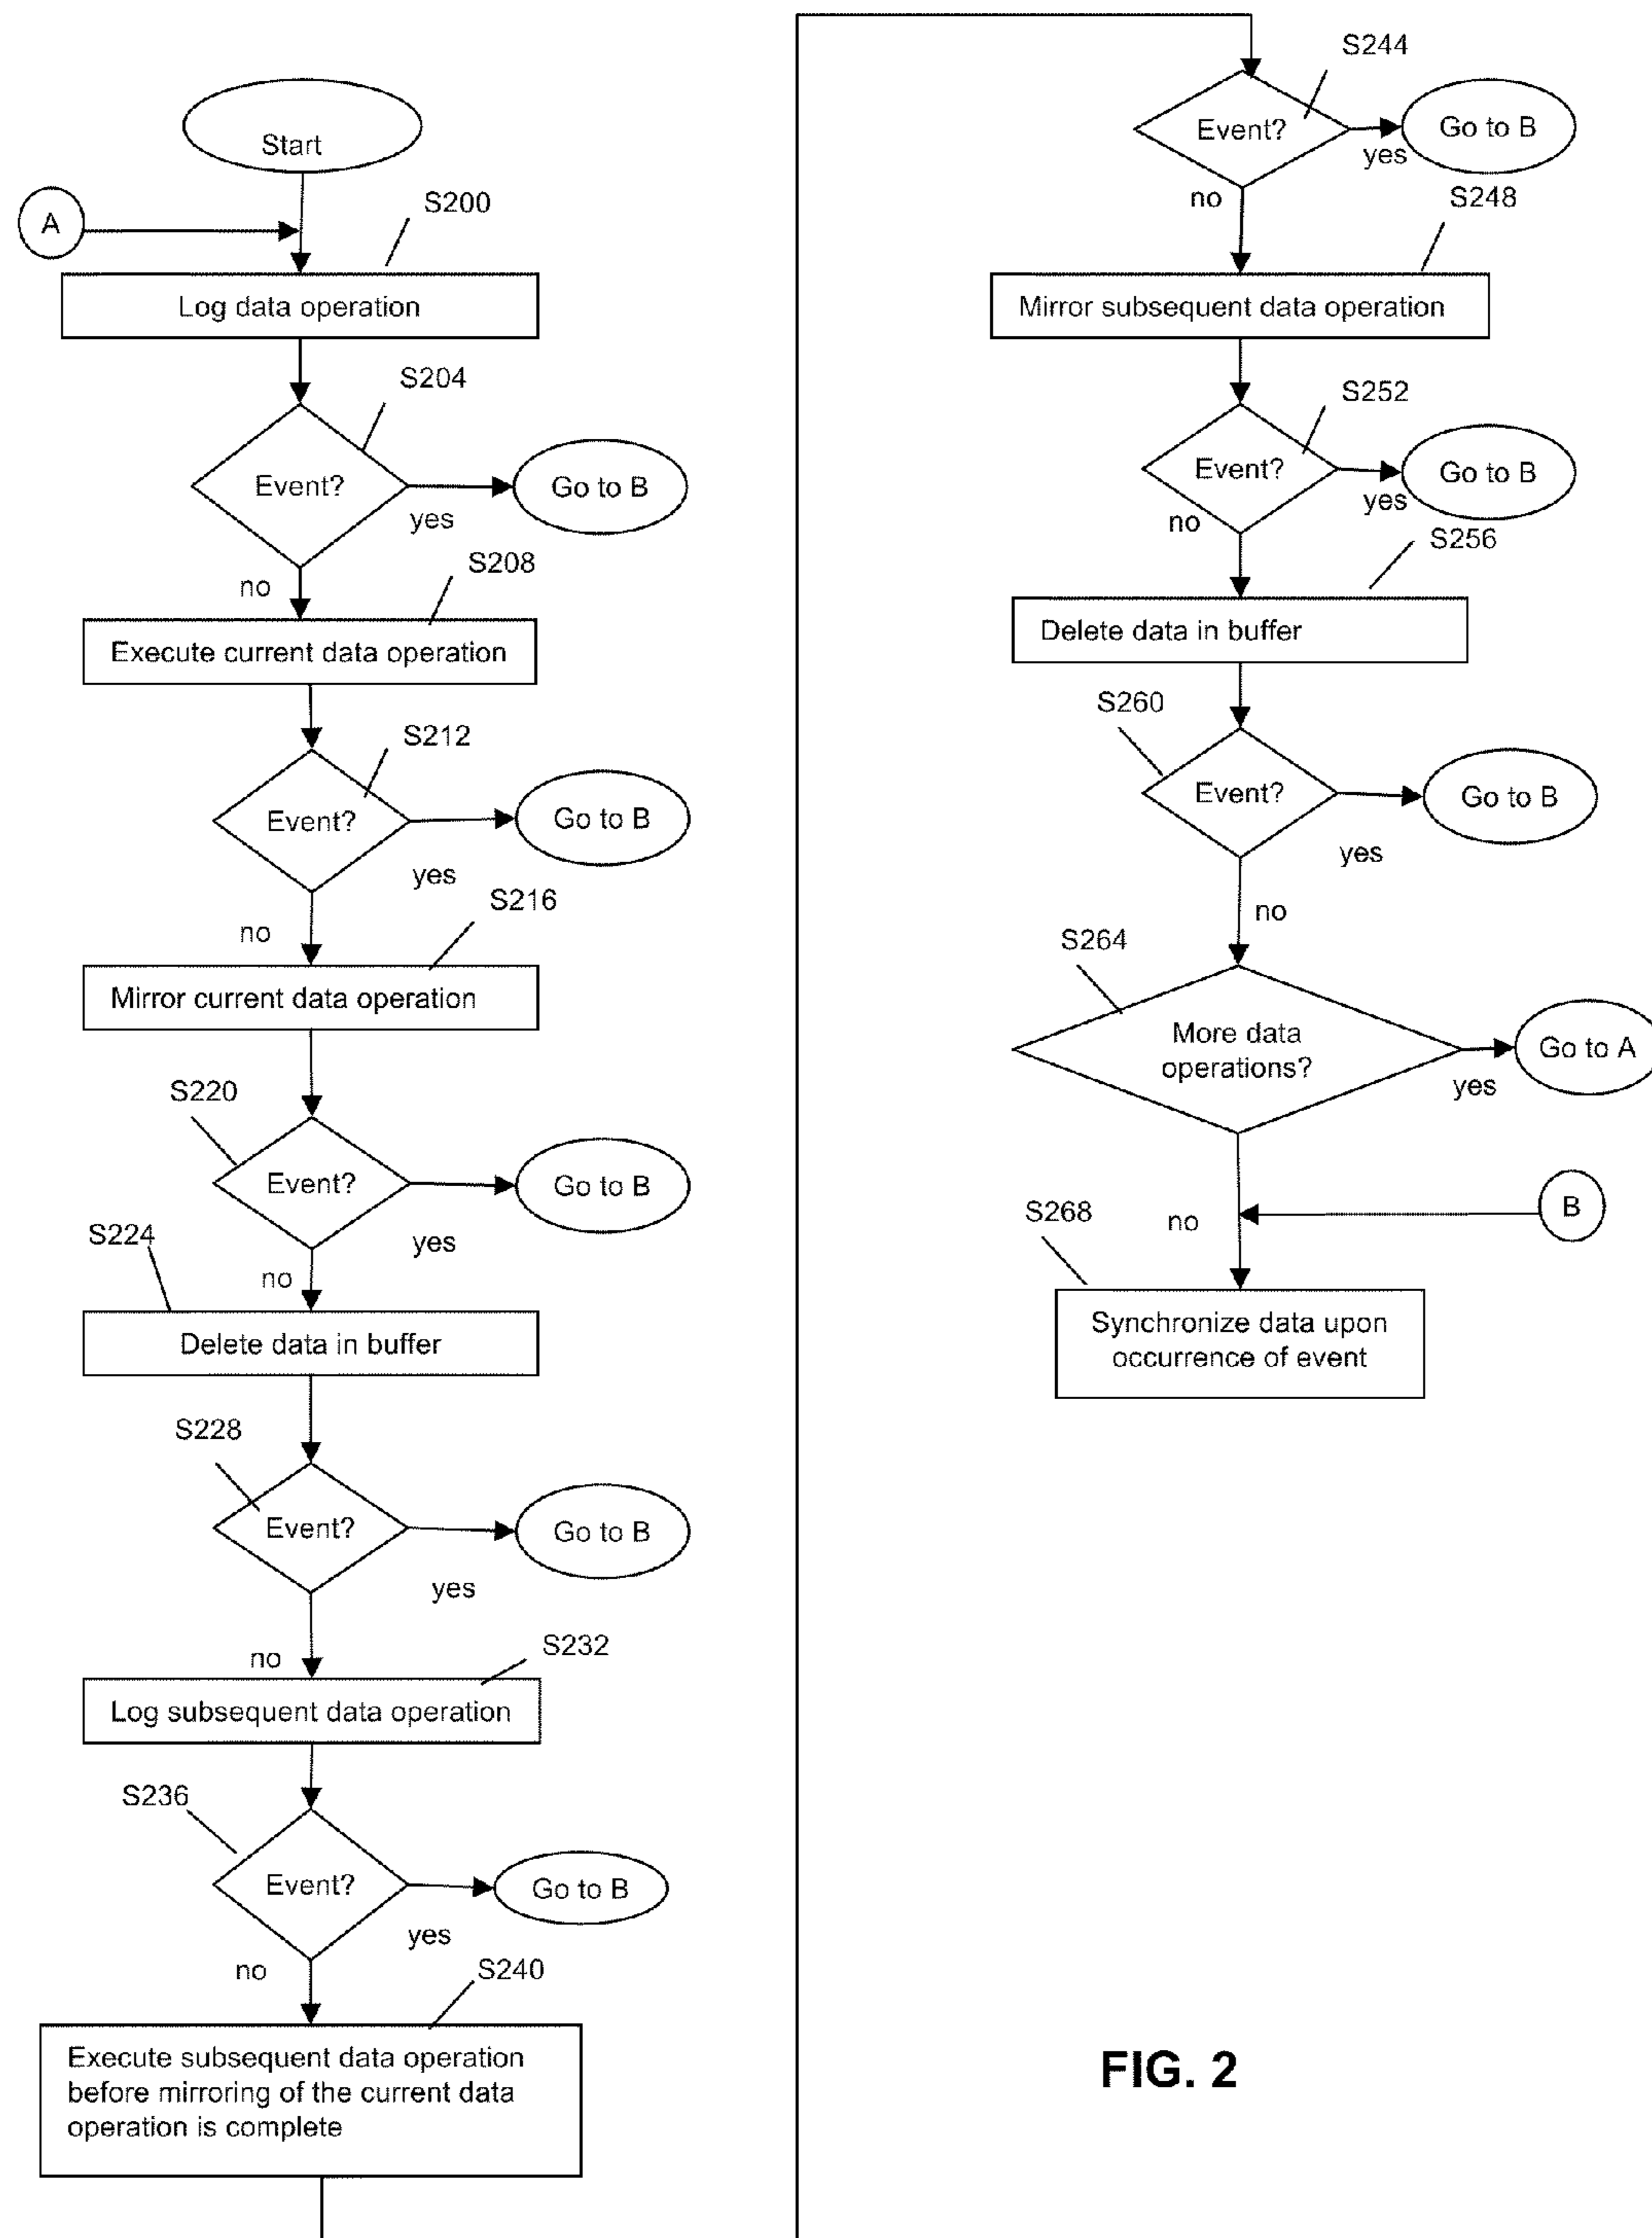 Start
A
S200
Log data operation
S204
Event?
Go to B
yes
no
S208
Execute current data operation
S212
Event?
Go to B
yes
no
S216
Mirror current data operation
S220
Event?
Go to B
yes
S224
no
Delete data in buffer
S228
Event?
Go to B
yes
no
S232
Log subsequent data operation
S236
Event?
Go to B
yes
no
S240
Execute subsequent data operation
before mirroring of the current data
operation is complete
S244
Event?
Go to B
yes
no
S248
Mirror subsequent data operation
S252
Event?
Go to B
yes
no
S256
Delete data in buffer
S260
Event?
Go to B
yes
no
S264
More data
operations?
Go to A
yes
B
S268
no
Synchronize data upon
occurrence of event
FIG. 2